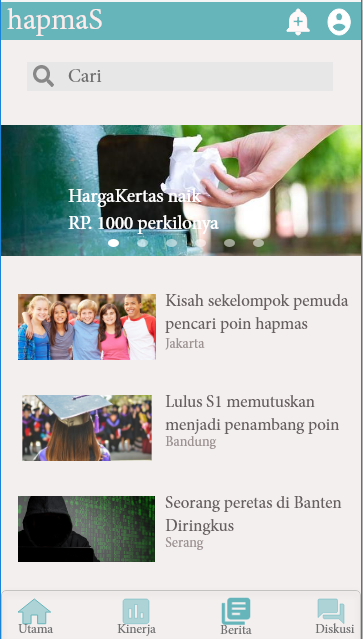 hapmaS
Cari
HargaKertas naik
RP. 1000 perkilonya
Kisah sekelompok pemuda
pencari poin hapmas
Jakarta
Lulus S1 memutuskan
menjadi penambang poin
Bandung
Seorang peretas di Banten
Diringkus
Serang
Utama
Kinerja
Berita
Diskusi